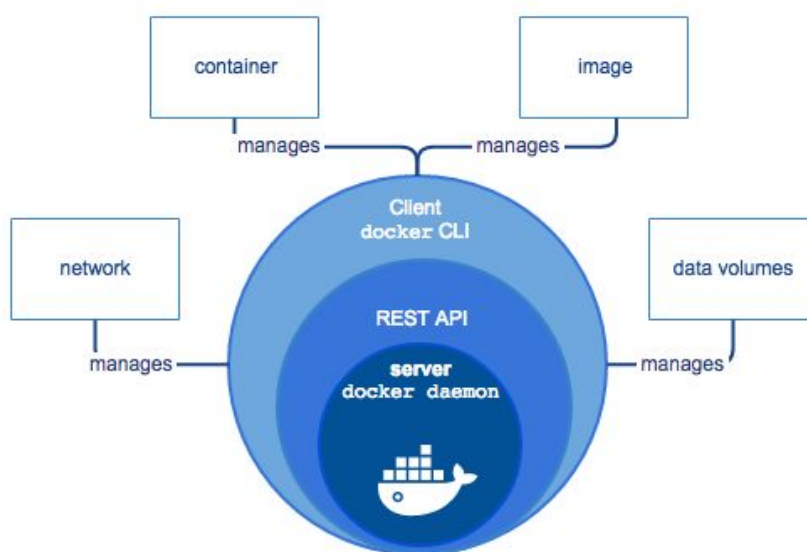 container
image
manages
manages
Client
docker CLI
network
data volumes
REST API
manages
server
manages
docker daemon